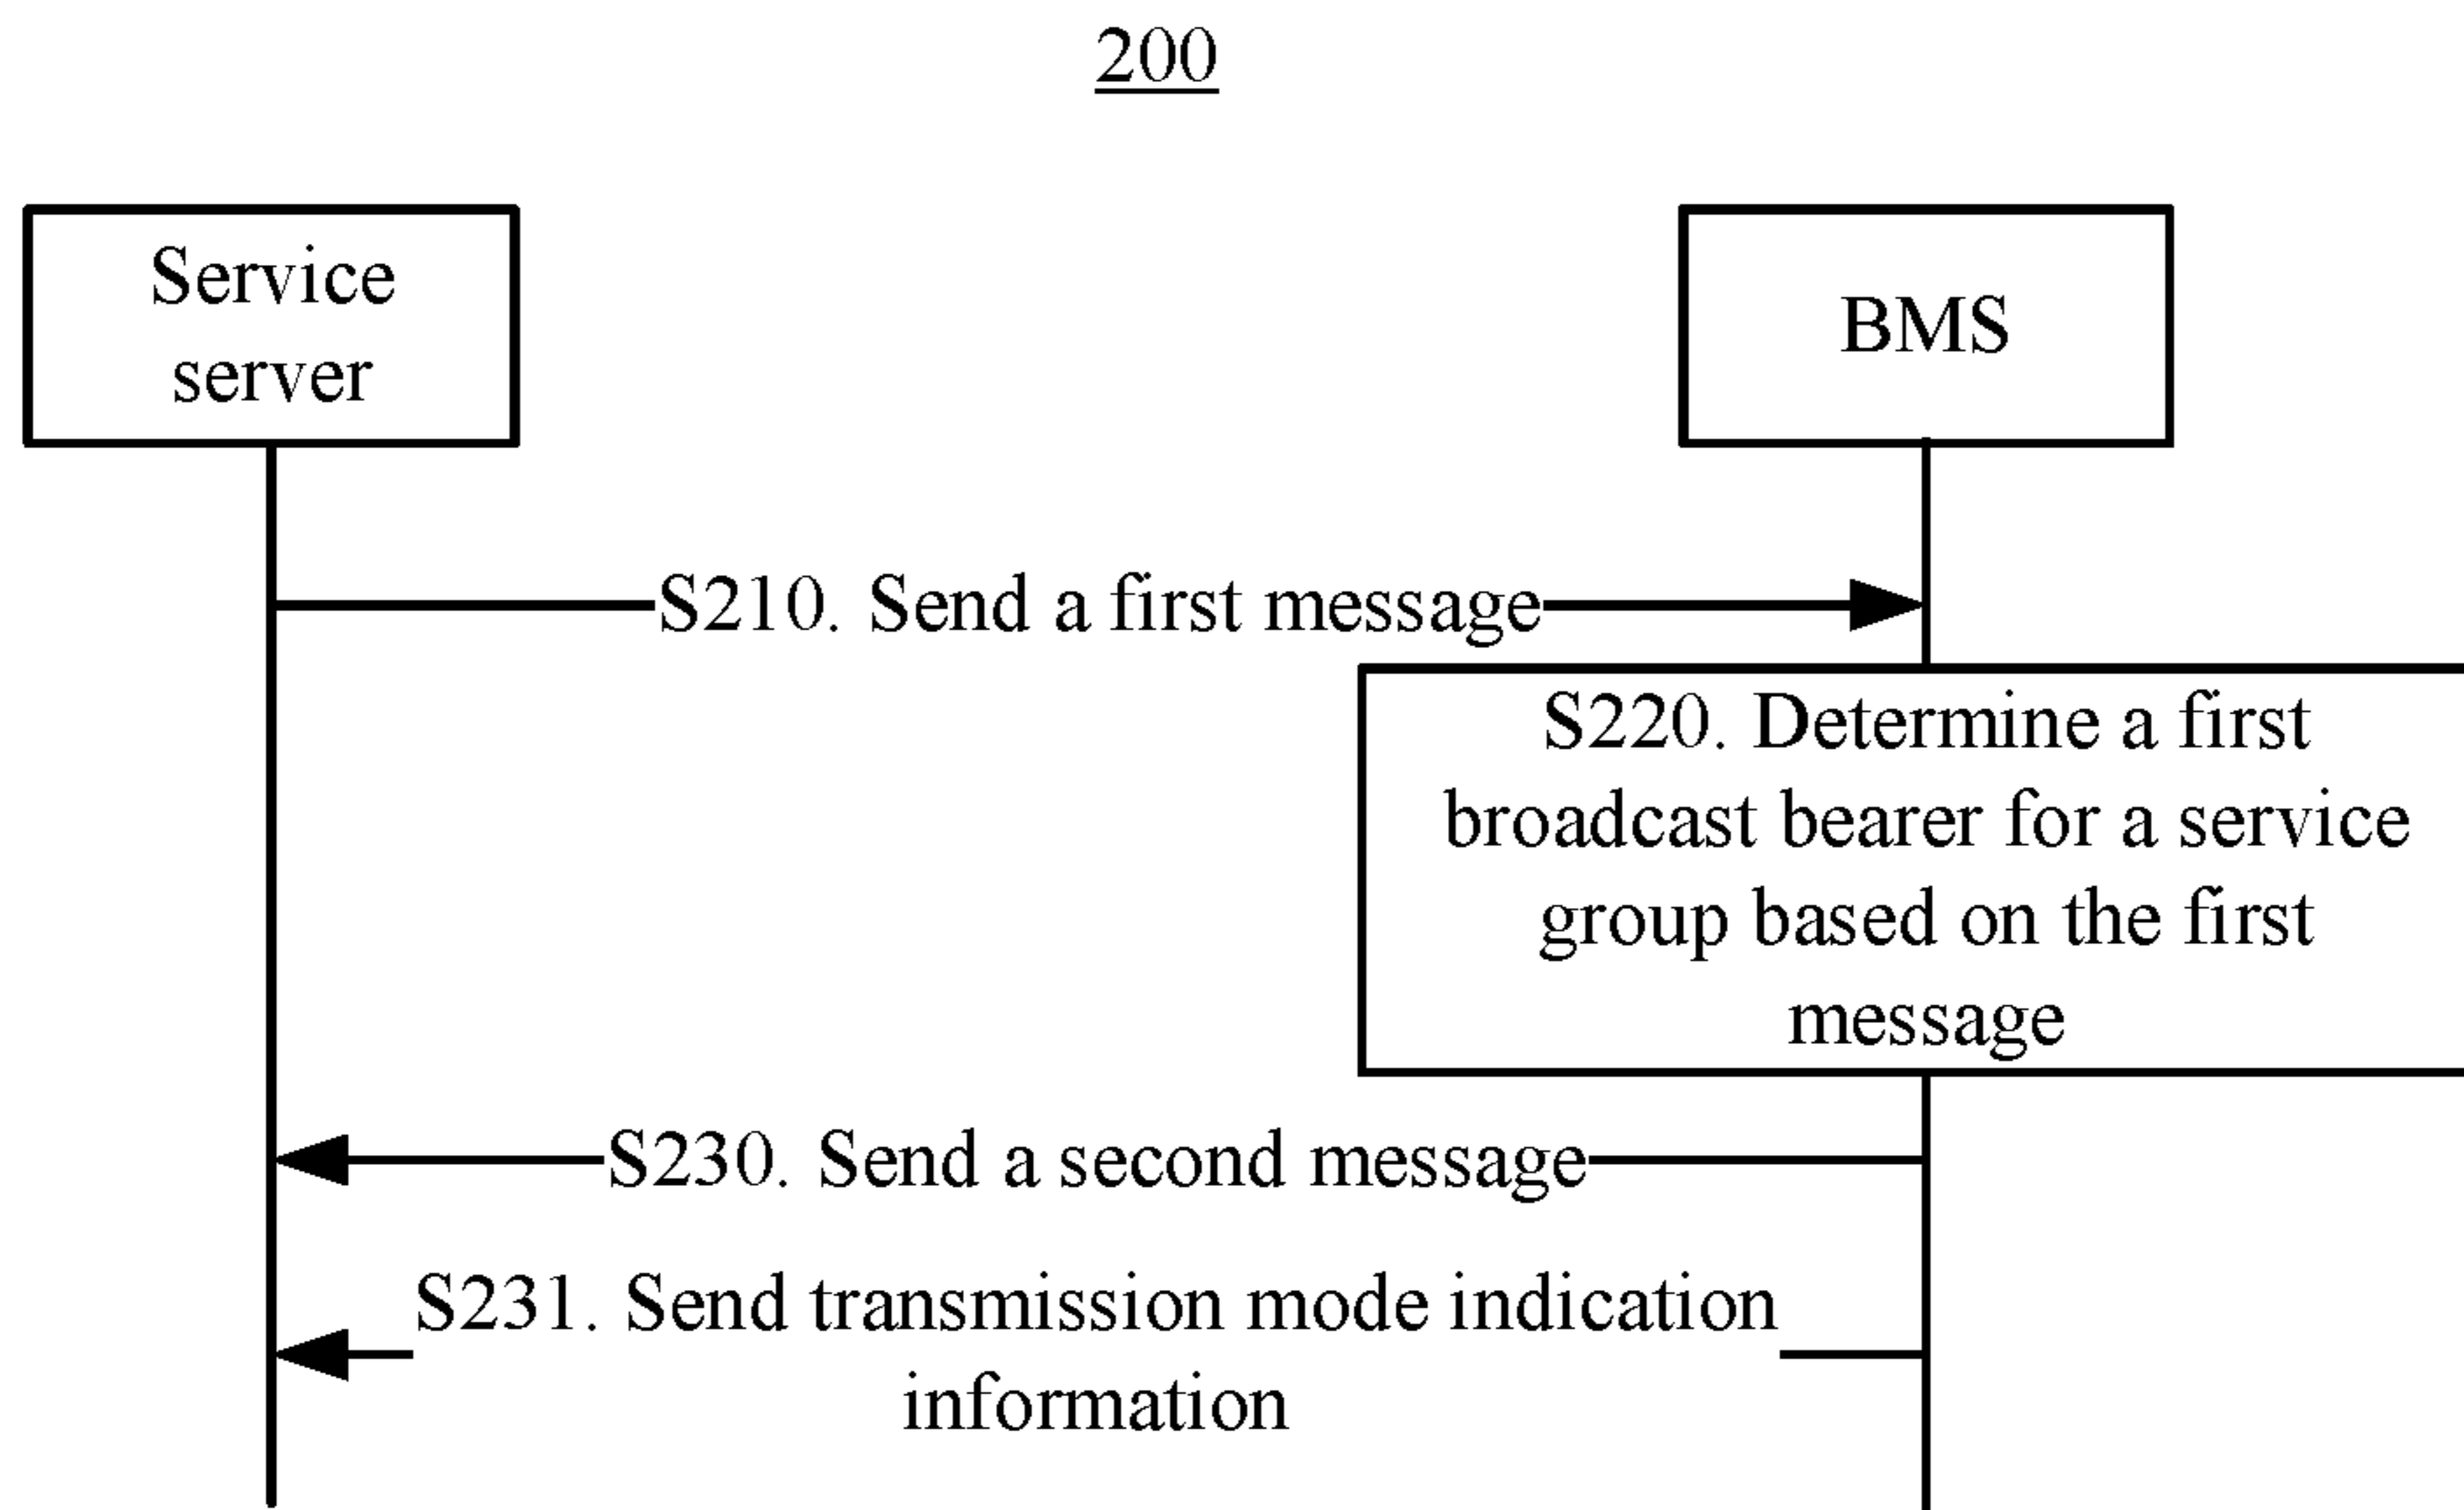 200
Service
server
BMS
S210. Send a first message
S220. Determine a first
broadcast bearer for a service
group based on the first
message
S230. Send a second message
S231. Send transmission mode indication
information